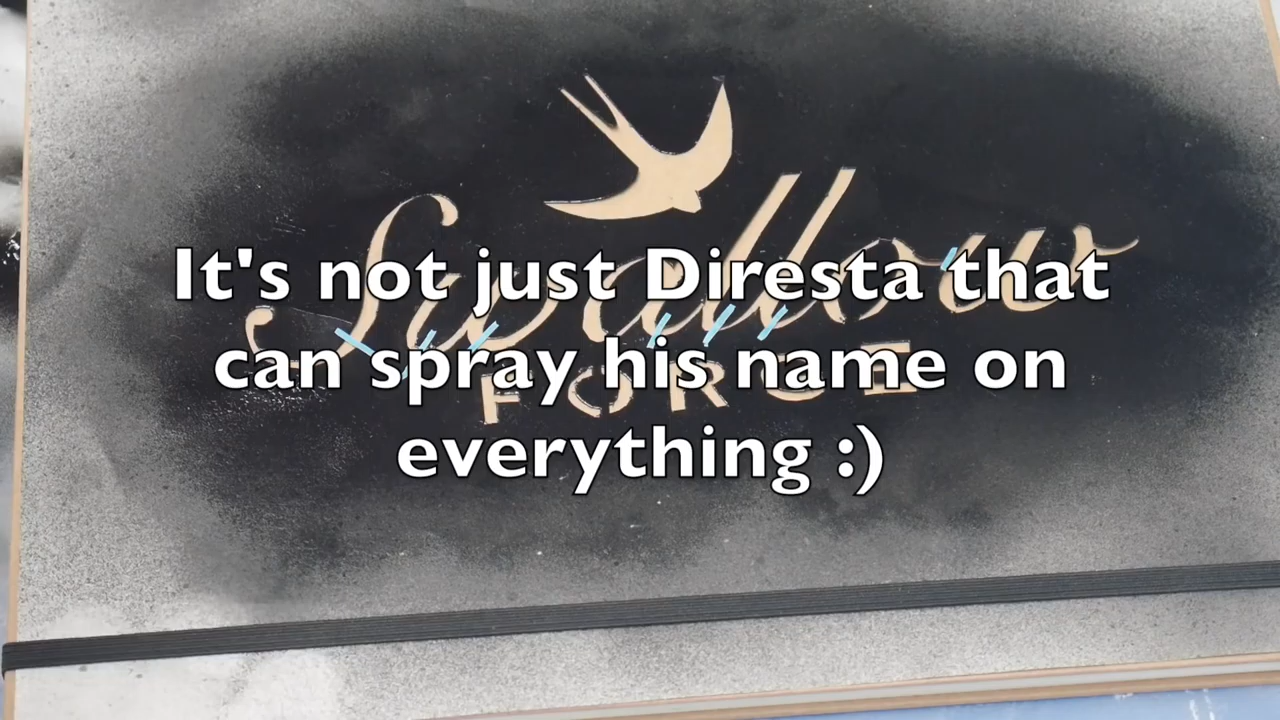 Swallow
FORGE
It's not just Diresta that
can spray his name on
everything :)